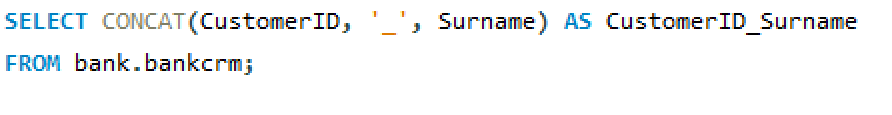 SELECT CONCAT(CustomerID, '_', Surname) AS CustomerID_Surname
FROM bank.bankcrm;